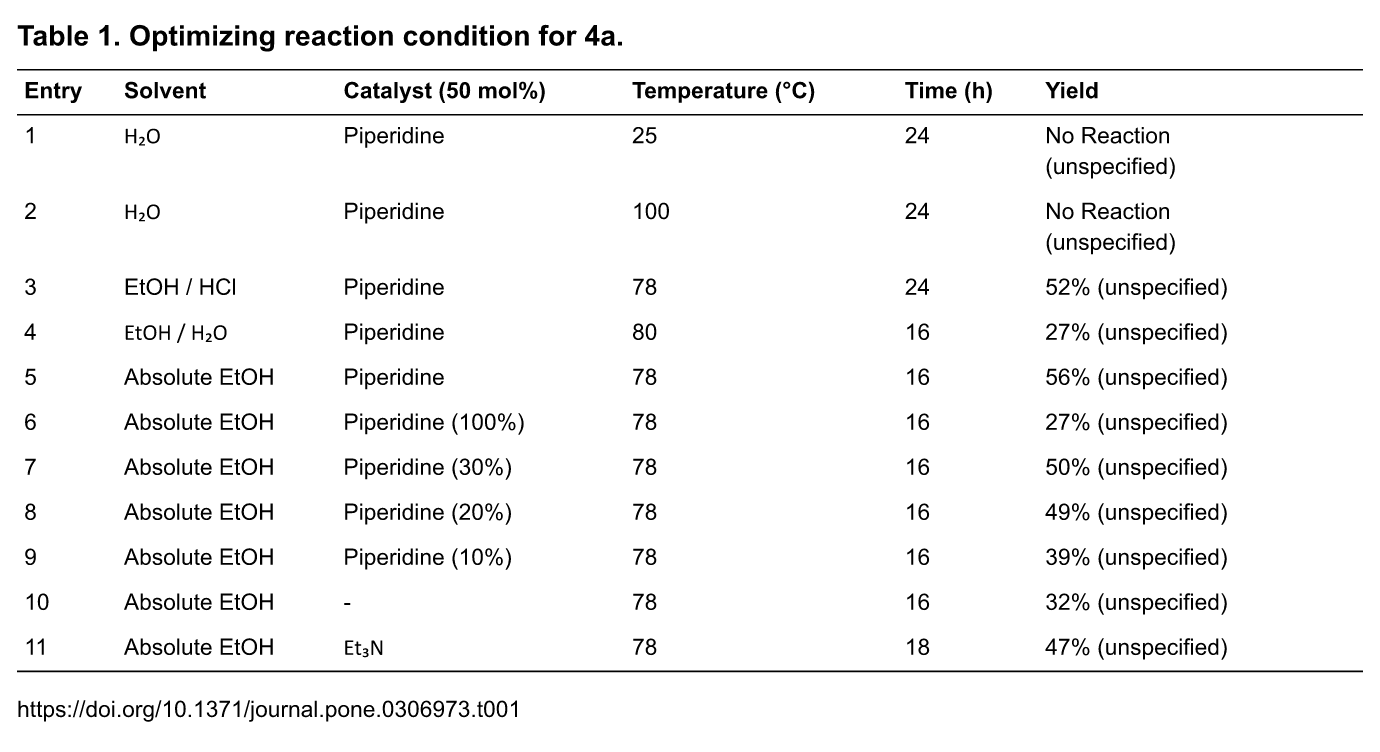 Table 1. Optimizing reaction condition for 4a.
Entry Solvent Catalyst (50 mol%) Temperature (°C) Time (h) Yield
1 H₂O Piperidine 25 24 No Reaction
(unspecified)
2 H₂O Piperidine 100 24 No Reaction
(unspecified)
3 EtOH / HCl Piperidine 78 24 52% (unspecified)
4 EtOH / H₂O Piperidine 80 16 27% (unspecified)
5 Absolute EtOH Piperidine 78 16 56% (unspecified)
6 Absolute EtOH Piperidine (100%) 78 16 27% (unspecified)
7 Absolute EtOH Piperidine (30%) 78 16 50% (unspecified)
8 Absolute EtOH Piperidine (20%) 78 16 49% (unspecified)
9 Absolute EtOH Piperidine (10%) 78 16 39% (unspecified)
10 Absolute EtOH - 78 16 32% (unspecified)
11 Absolute EtOH Et₃N 78 18 47% (unspecified)
https://doi.org/10.1371/journal.pone.0306973.t001